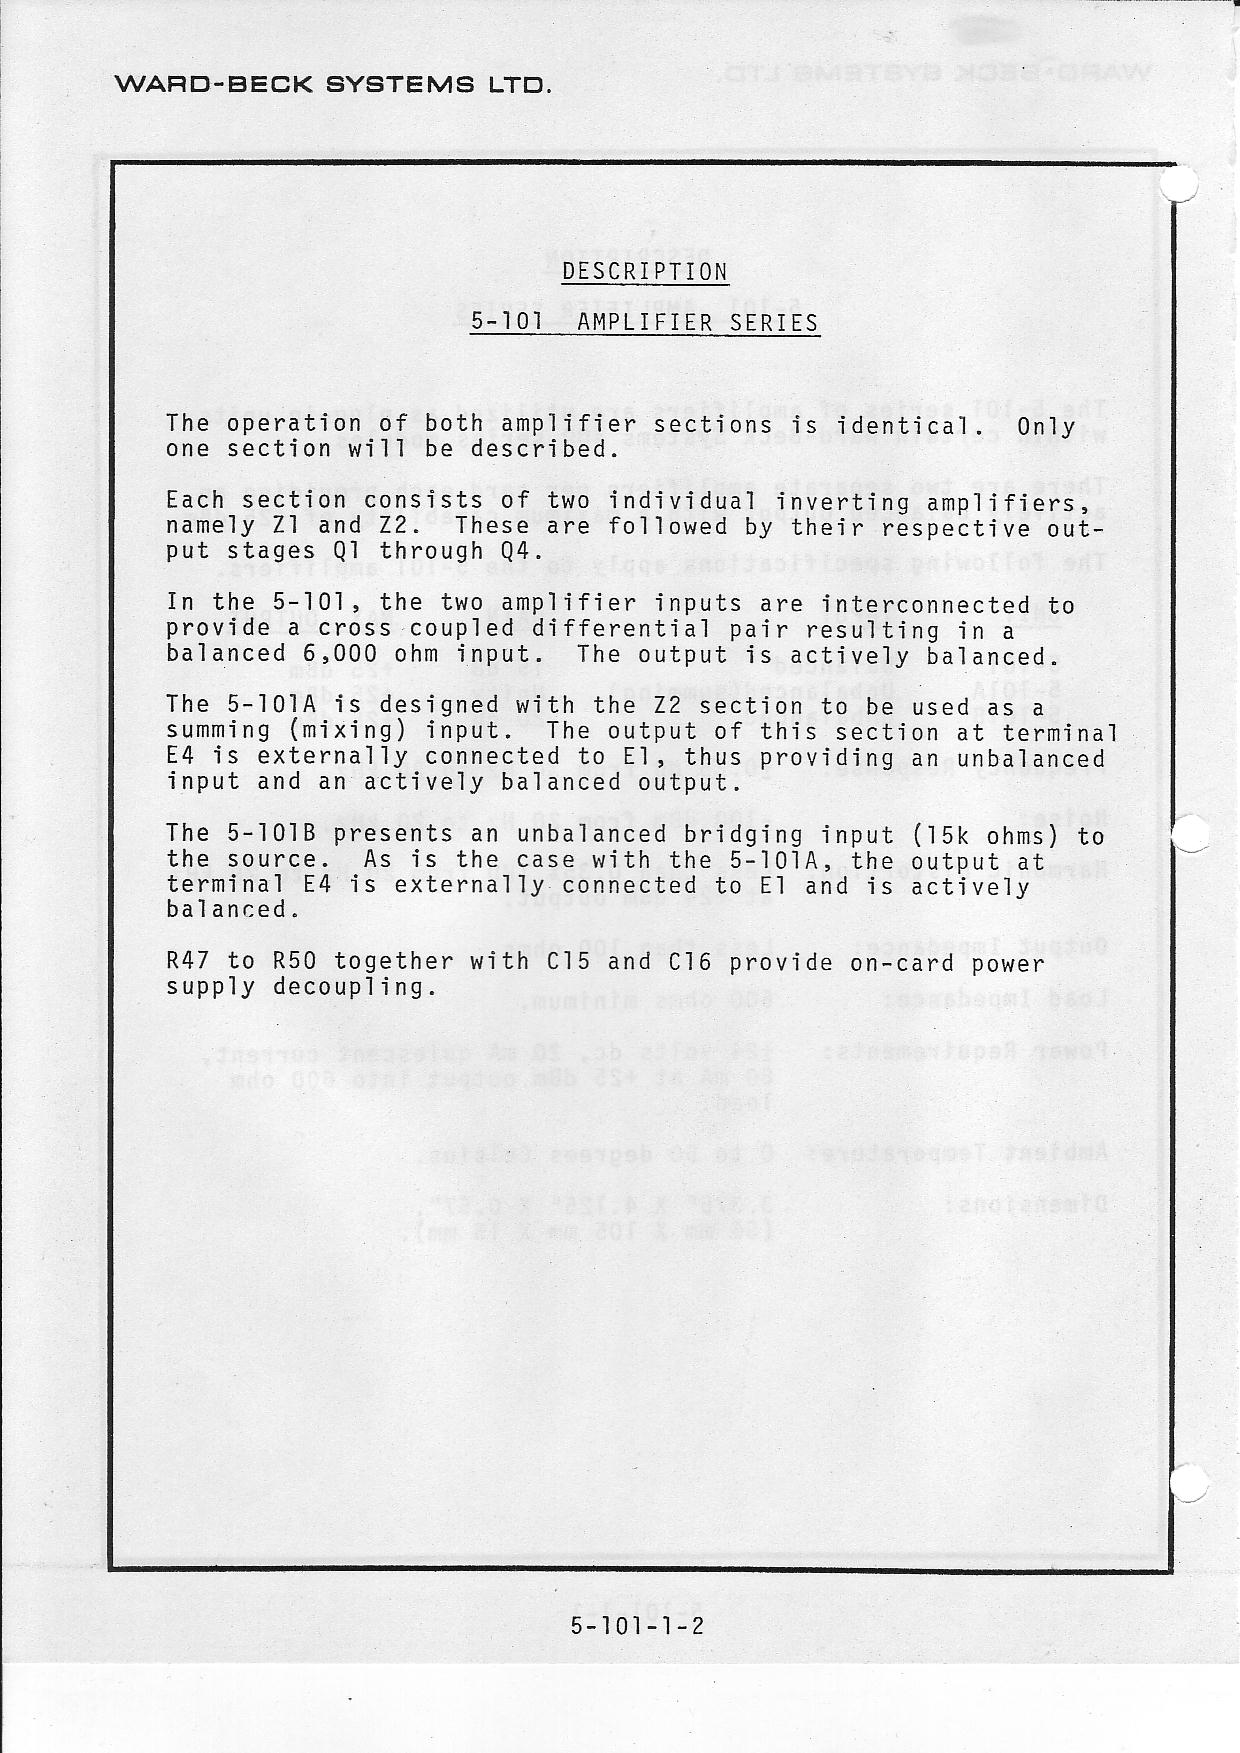 WARD-BECK SYSTEMS LTD.
DESCRIPTION
5-101 AMPLIFIER SERIES
The operation of both amplifier sections is identical. Only
one section will be described.
Each section consists of two individual inverting amplifiers,
namely Z1 and Z2. These are followed by their respective out-
put stages Q1 through Q4.
In the 5-101, the two amplifier inputs are interconnected to
provide a cross coupled differential pair resulting in a
balanced 6,000 ohm input. The output is actively balanced.
The 5-101A is designed with the Z2 section to be used as a
summing (mixing) input. The output of this section at terminal
E4 is externally connected to E1, thus providing an unbalanced
input and an actively balanced output.
The 5-101B presents an unbalanced bridging input (15k ohms) to
the source. As is the case with the 5-101A, the output at
terminal E4 is externally connected to E1 and is actively
balanced.
R47 to R50 together with C15 and C16 provide on-card power
supply decoupling.
5-101-1-2